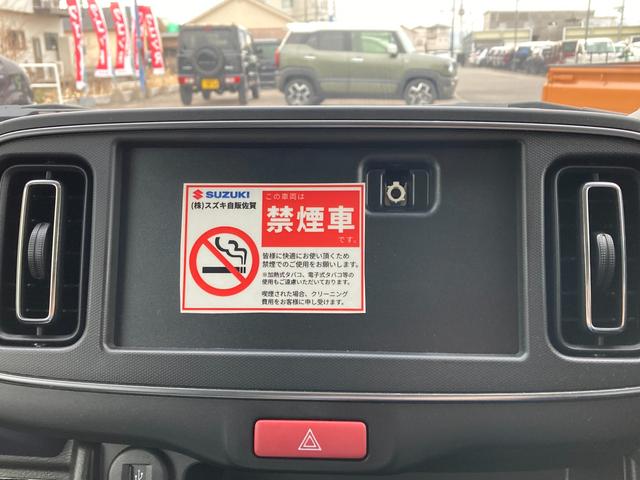 SUZUKI
(株)スズキ自販佐賀
この車両は
禁煙車
です。
皆様に快適にお使い頂くため
禁煙でのご使用をお願いします。
※加熱式タバコ、電子式タバコ等の
使用もご遠慮いただいております。
喫煙された場合、クリーニング
費用をお客様に申し受けます。